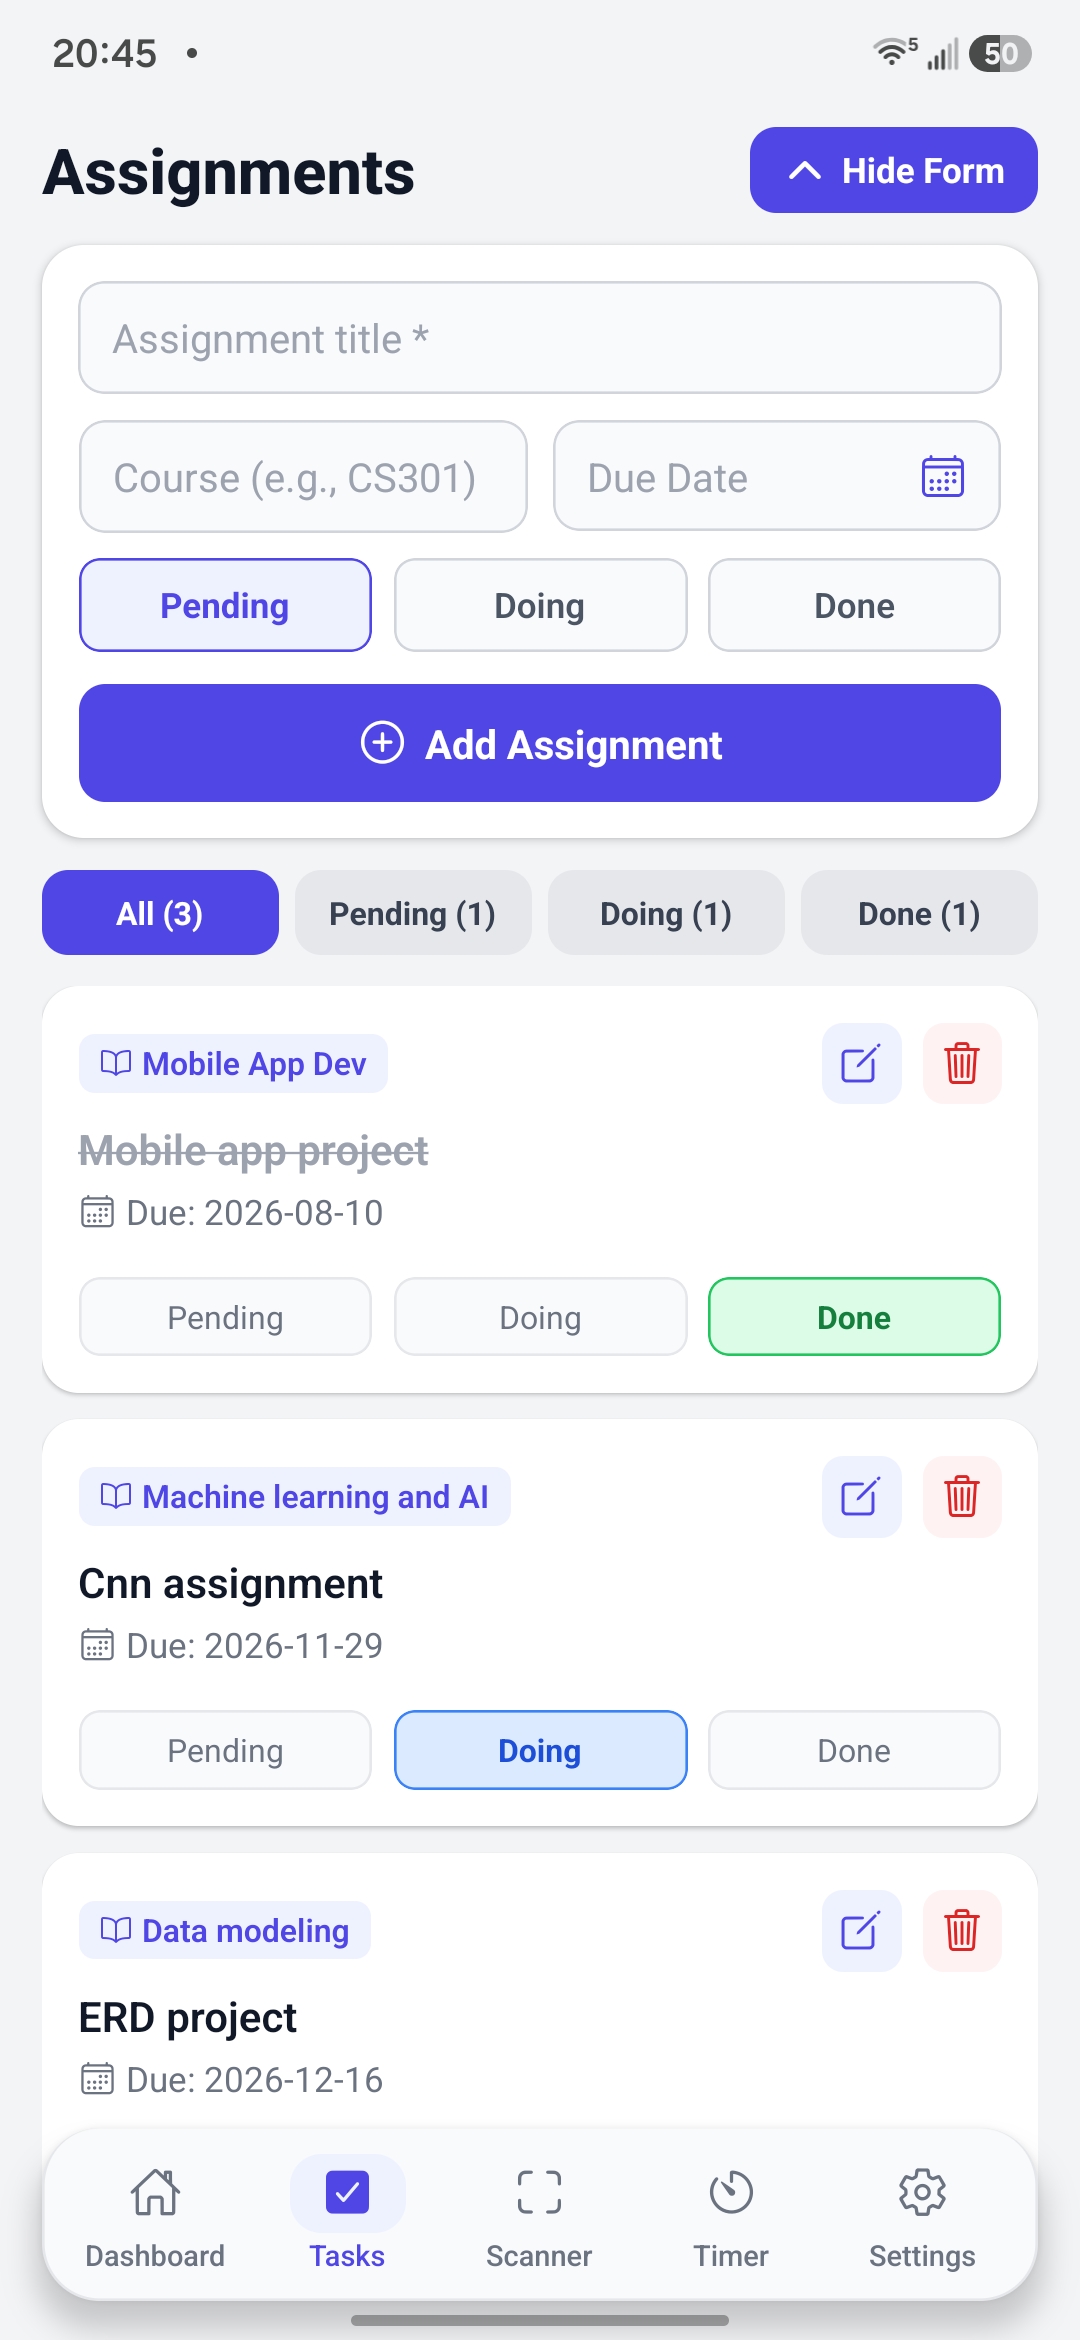 20:45 •
5
50
Assignments
Hide Form
Assignment title *
Course (e.g., CS301)
Due Date
Pending
Doing
Done
Add Assignment
All (3)
Pending (1)
Doing (1)
Done (1)
Mobile App Dev
Mobile app project
Due: 2026-08-10
Pending
Doing
Done
Machine learning and AI
Cnn assignment
Due: 2026-11-29
Pending
Doing
Done
Data modeling
ERD project
Due: 2026-12-16
Dashboard
Tasks
Scanner
Timer
Settings